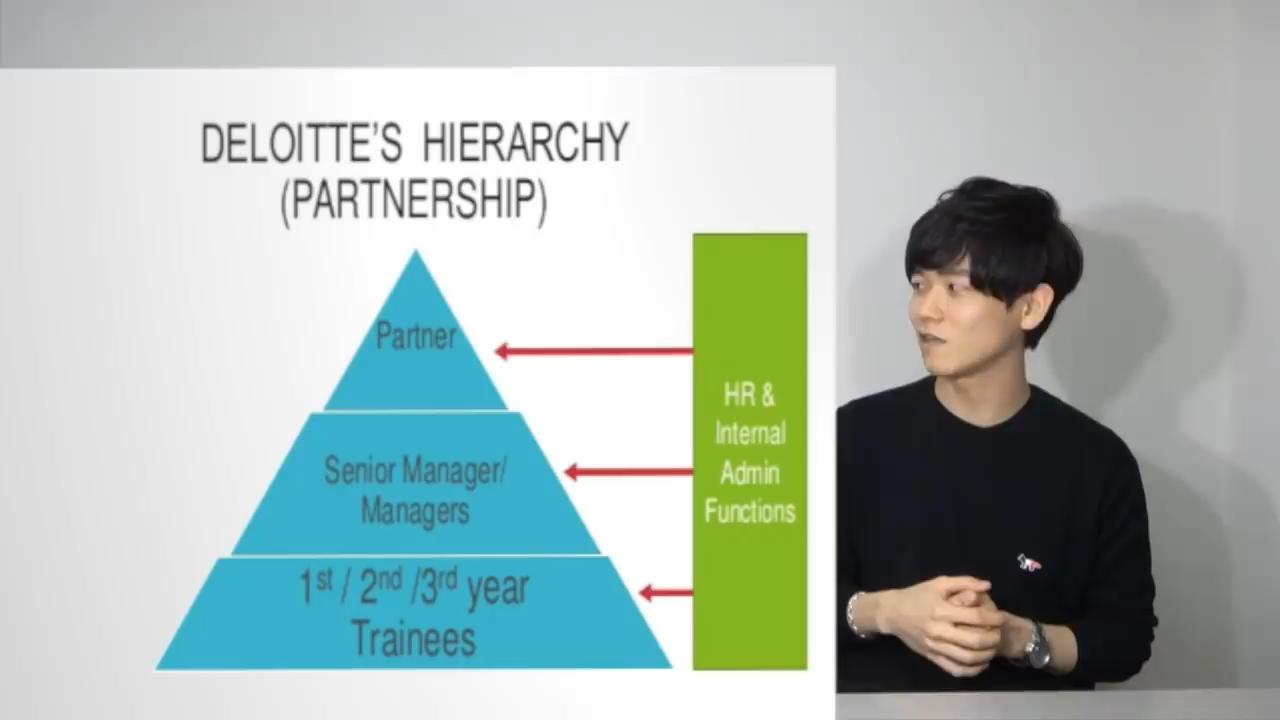 DELOITTE'S HIERARCHY
(PARTNERSHIP)
Partner
Senior Manager/
Managers
1st / 2nd /3rd year
Trainees
HR &
Internal
Admin
Functions